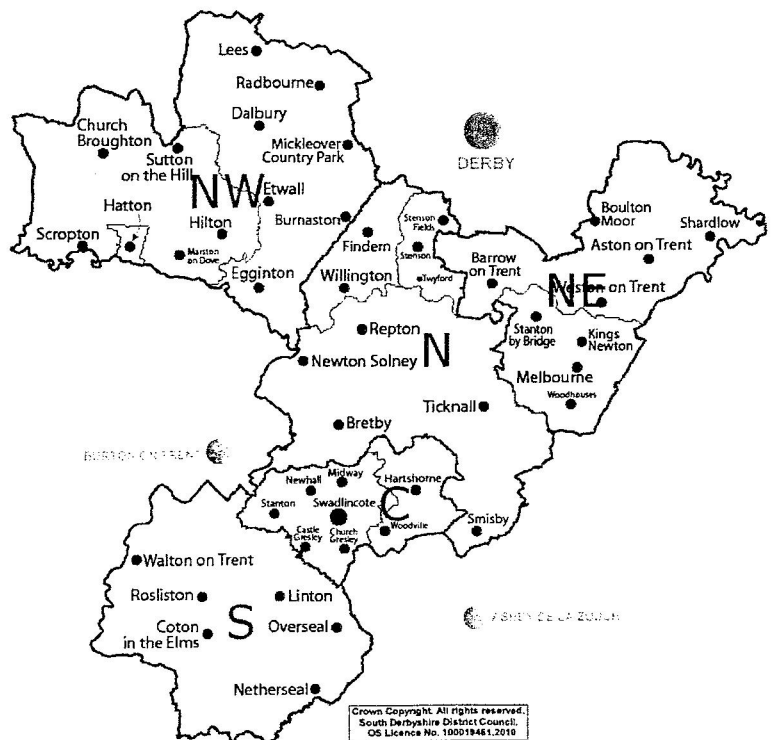 Lees
Radbourne
Dalbury
Church
Broughton
Sutton
on the Hill
Mickleover
Country Park
DERBY
NW
Etwall
Hatton
Hilton
Burnaston
Scropton
Marston
on Dove
Egginton
Stenson
Fields
Findern
Stenson
Willington
Twyford
Boulton
Moor
Shardlow
Aston on Trent
Barrow
on Trent
NE
Weston on Trent
Stanton
by Bridge
Kings
Newton
Melbourne
Woodhouses
Repton
Newton Solney
N
Ticknall
Bretby
BURTON ON TRENT
Newhall
Midway
Hartshorne
Stanton
Swadlincote
C
Castle
Gresley
Church
Gresley
Woodville
Smisby
Walton on Trent
Rosliston
Linton
S
Coton
in the Elms
Overseal
ASHBY DE LA ZOUCH
Netherseal
Crown Copyright. All rights reserved.
South Derbyshire District Council.
OS Licence No. 100019461.2010